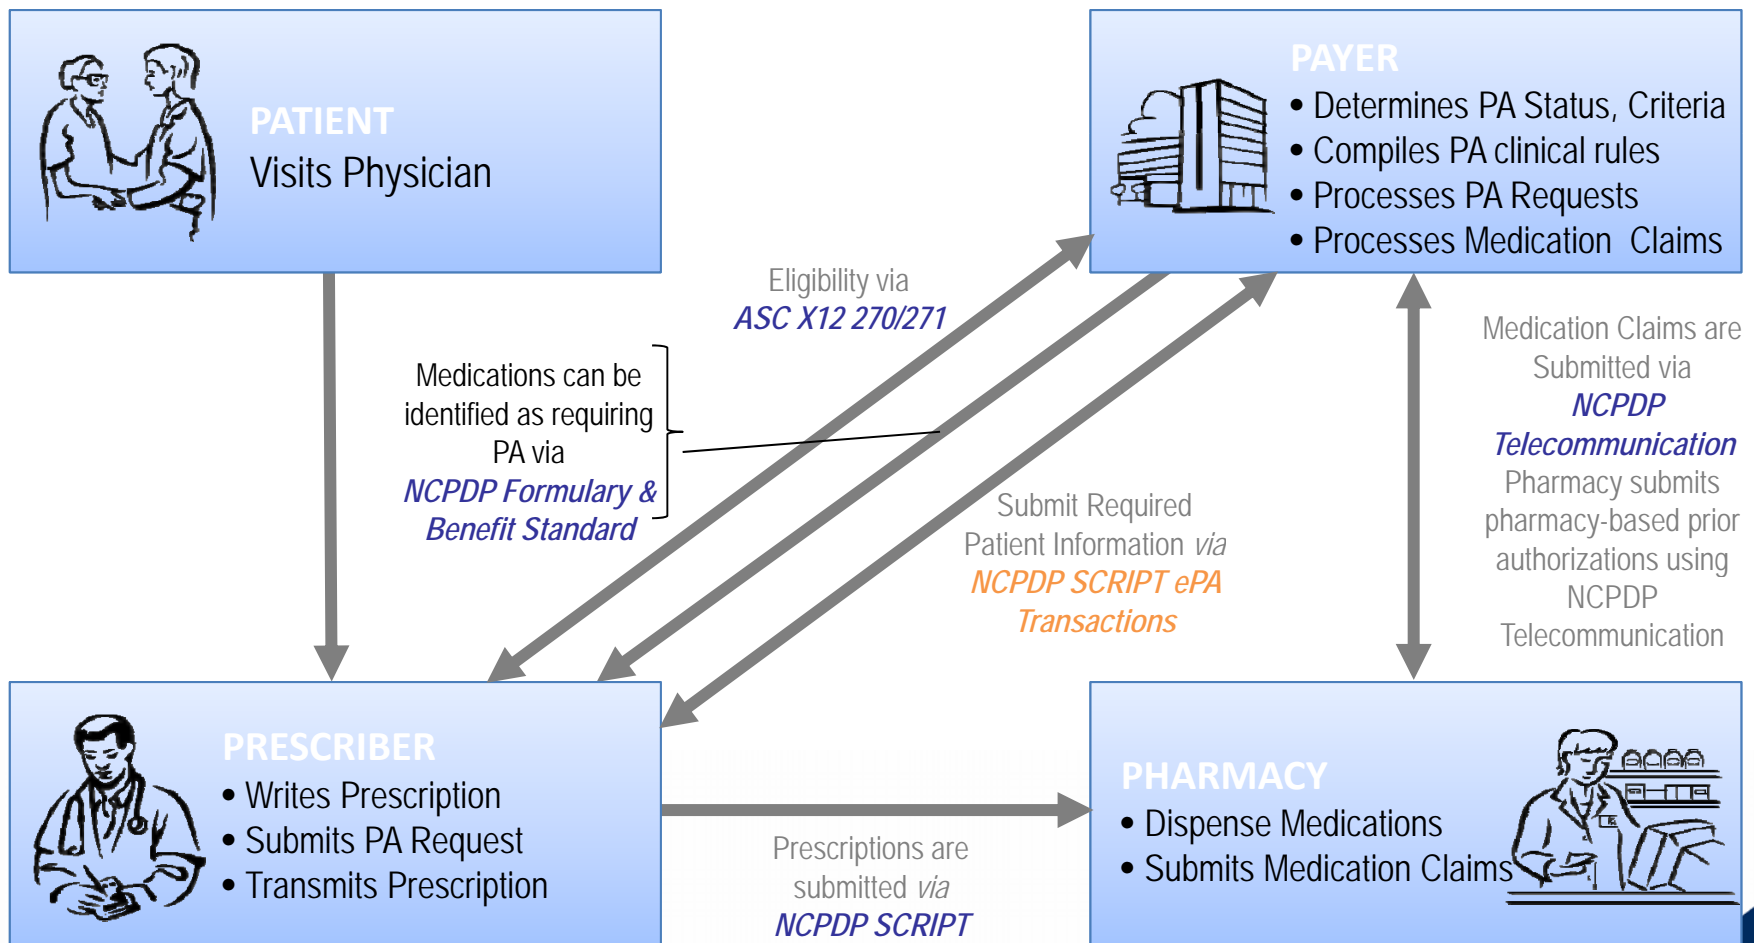 PATIENT
Visits Physician
PAYER
• Determines PA Status, Criteria
• Compiles PA clinical rules
• Processes PA Requests
• Processes Medication Claims
Eligibility via
ASC X12 270/271
Medications can be
identified as requiring
PA via
NCPDP Formulary &
Benefit Standard
Submit Required
Patient Information via
NCPDP SCRIPT ePA
Transactions
Medication Claims are
Submitted via
NCPDP
Telecommunication
Pharmacy submits
pharmacy-based prior
authorizations using
NCPDP
Telecommunication
PRESCRIBER
• Writes Prescription
• Submits PA Request
• Transmits Prescription
Prescriptions are
submitted via
NCPDP SCRIPT
PHARMACY
• Dispense Medications
• Submits Medication Claims